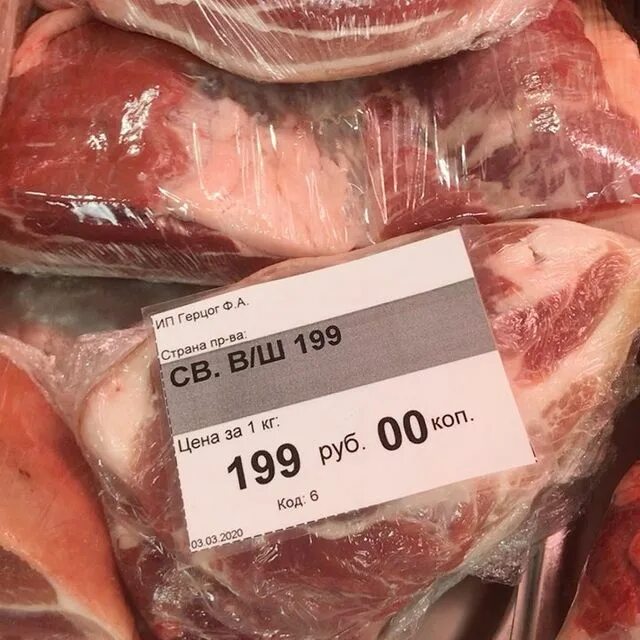 ИП Герцог Ф.А.
Страна пр-ва:
СВ. В/Ш 199
Цена за 1 кг:
199 руб. 00 коп.
Код: 6
03.03.2020